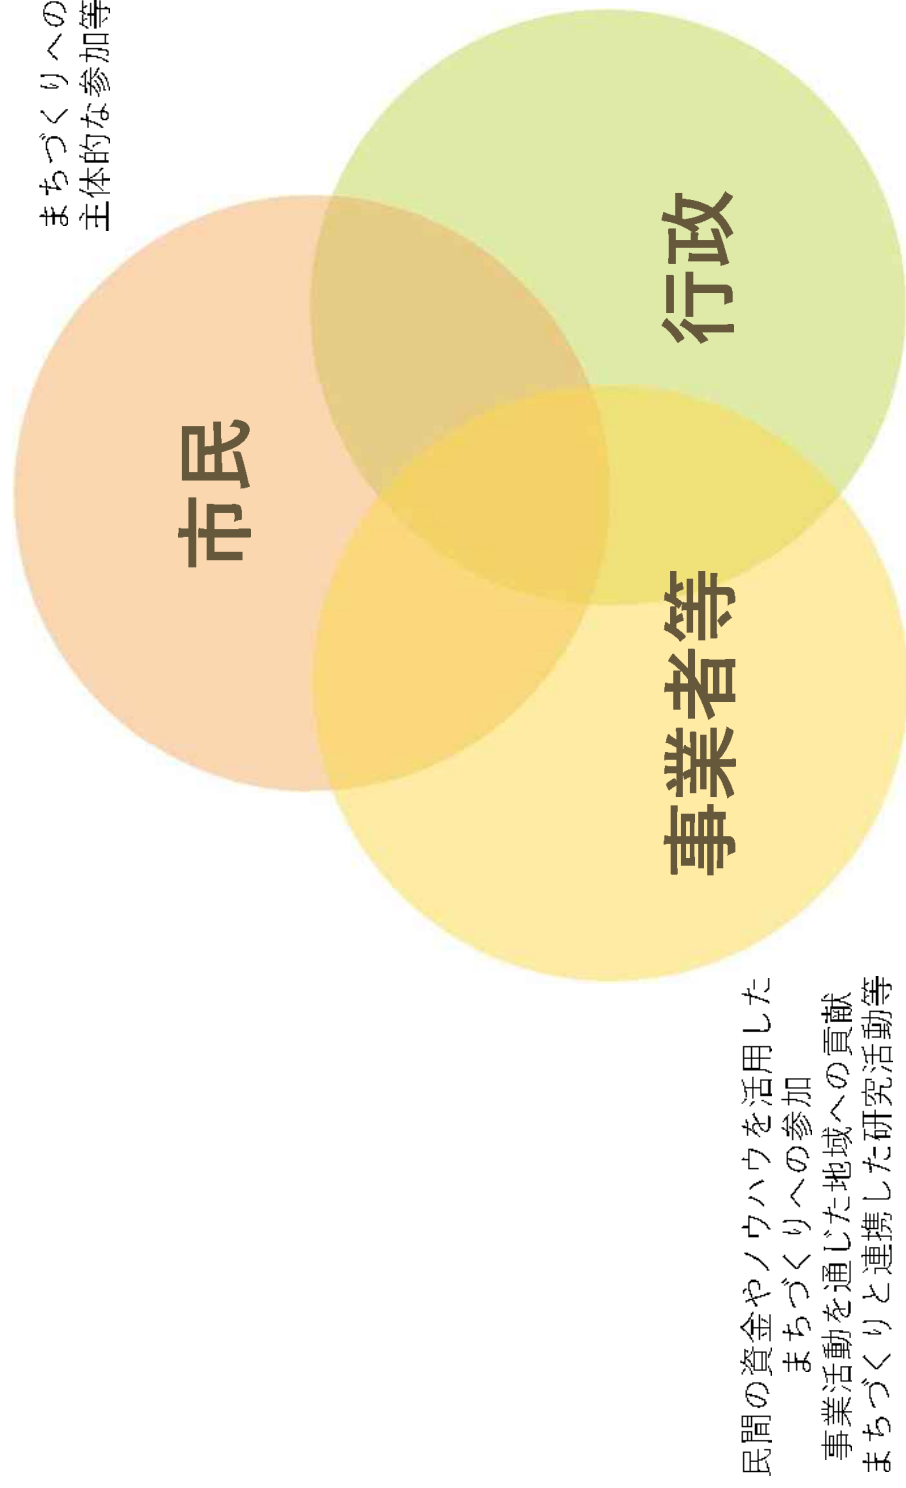 まちづくりへの
主体的な参加等
市民
事業者等
行政
民間の資金やノウハウを活用した
まちづくりへの参加
事業活動を通じた地域への貢献
まちづくりと連携した研究活動等